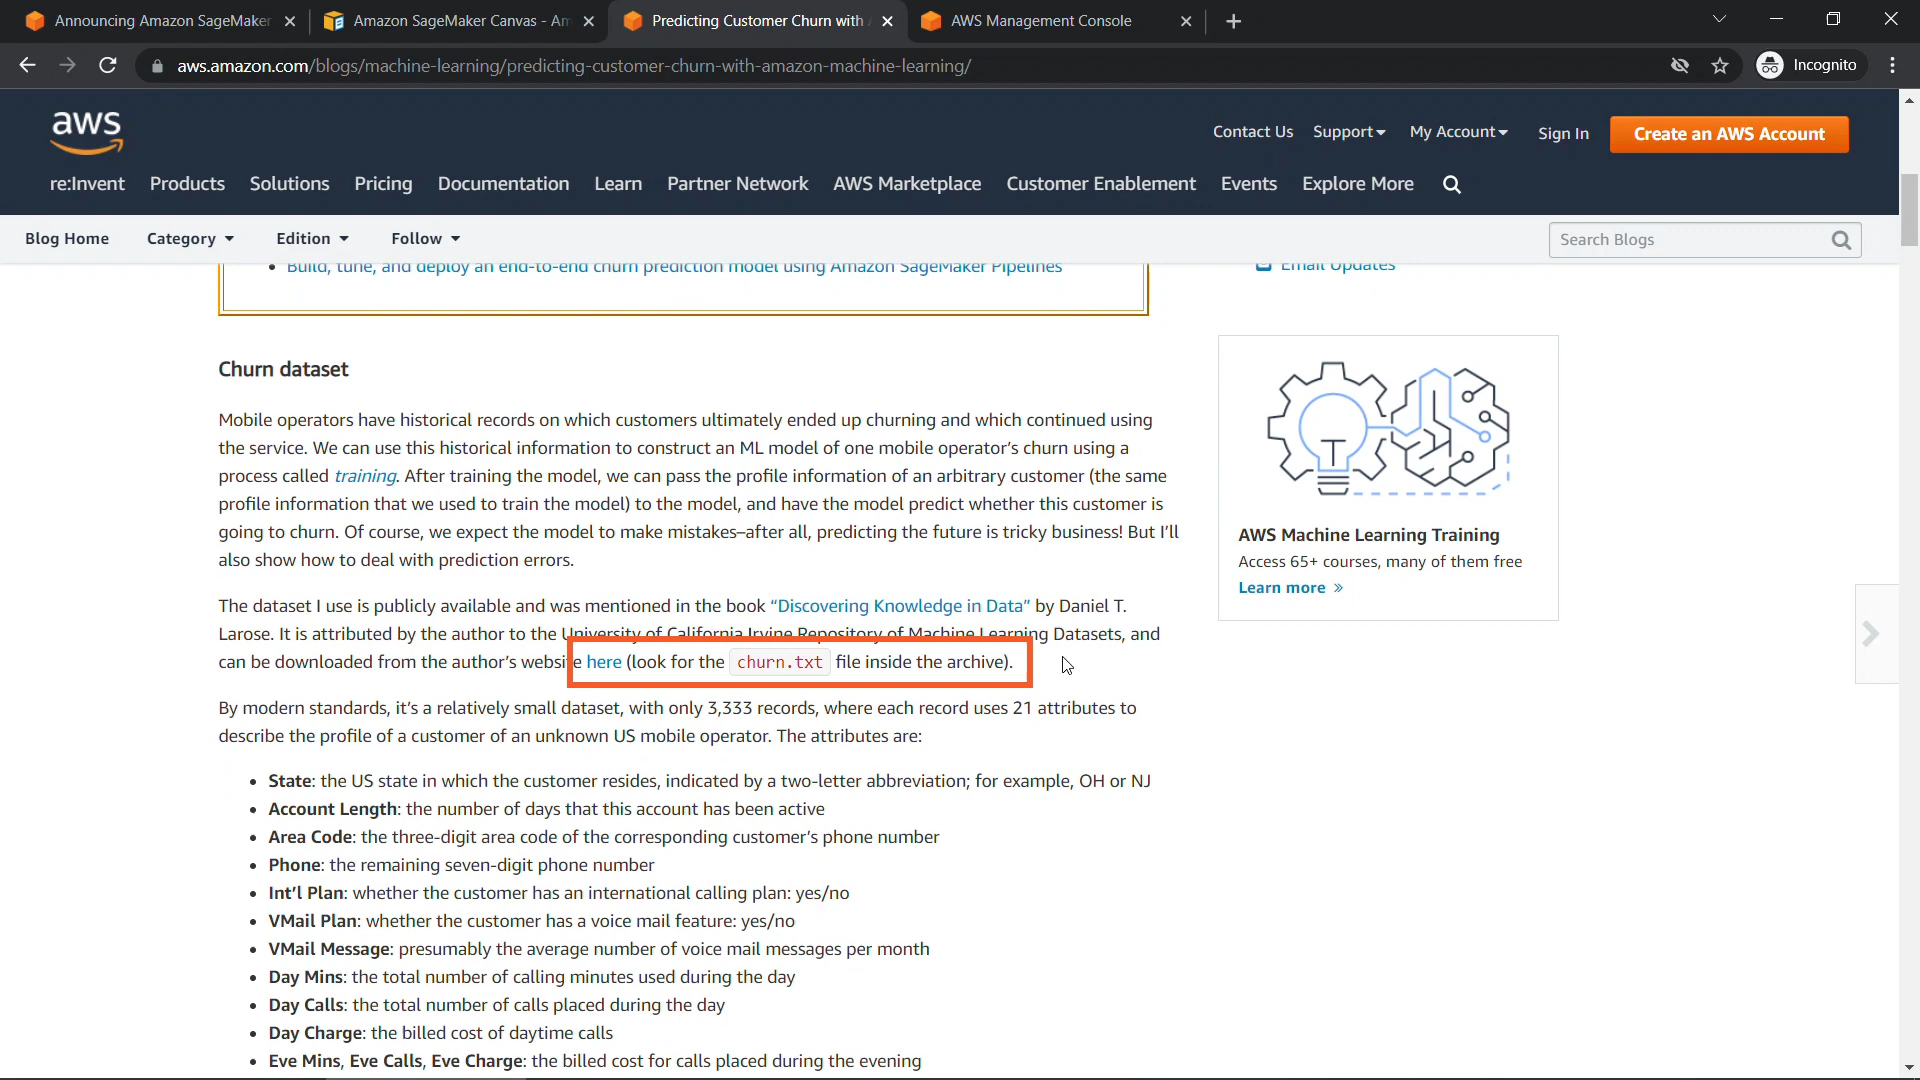 Announcing Amazon SageMaker
Amazon SageMaker Canvas - Am
Predicting Customer Churn with
AWS Management Console
aws.amazon.com/blogs/machine-learning/predicting-customer-churn-with-amazon-machine-learning/
Incognito
aws
Contact Us Support My Account Sign In Create an AWS Account
re:Invent Products Solutions Pricing Documentation Learn Partner Network AWS Marketplace Customer Enablement Events Explore More
Blog Home Category Edition Follow Search Blogs
• Build, tune, and deploy an end-to-end churn prediction model using Amazon SageMaker Pipelines
Email Updates
Churn dataset
Mobile operators have historical records on which customers ultimately ended up churning and which continued using
the service. We can use this historical information to construct an ML model of one mobile operator’s churn using a
process called training. After training the model, we can pass the profile information of an arbitrary customer (the same
profile information that we used to train the model) to the model, and have the model predict whether this customer is
going to churn. Of course, we expect the model to make mistakes–after all, predicting the future is tricky business! But I’ll
also show how to deal with prediction errors.
The dataset I use is publicly available and was mentioned in the book “Discovering Knowledge in Data” by Daniel T.
Larose. It is attributed by the author to the University of California Irvine Repository of Machine Learning Datasets, and
can be downloaded from the author’s website here (look for the churn.txt file inside the archive).
By modern standards, it’s a relatively small dataset, with only 3,333 records, where each record uses 21 attributes to
describe the profile of a customer of an unknown US mobile operator. The attributes are:
• State: the US state in which the customer resides, indicated by a two-letter abbreviation; for example, OH or NJ
• Account Length: the number of days that this account has been active
• Area Code: the three-digit area code of the corresponding customer’s phone number
• Phone: the remaining seven-digit phone number
• Int’l Plan: whether the customer has an international calling plan: yes/no
• VMail Plan: whether the customer has a voice mail feature: yes/no
• VMail Message: presumably the average number of voice mail messages per month
• Day Mins: the total number of calling minutes used during the day
• Day Calls: the total number of calls placed during the day
• Day Charge: the billed cost of daytime calls
• Eve Mins, Eve Calls, Eve Charge: the billed cost for calls placed during the evening
AWS Machine Learning Training
Access 65+ courses, many of them free
Learn more »